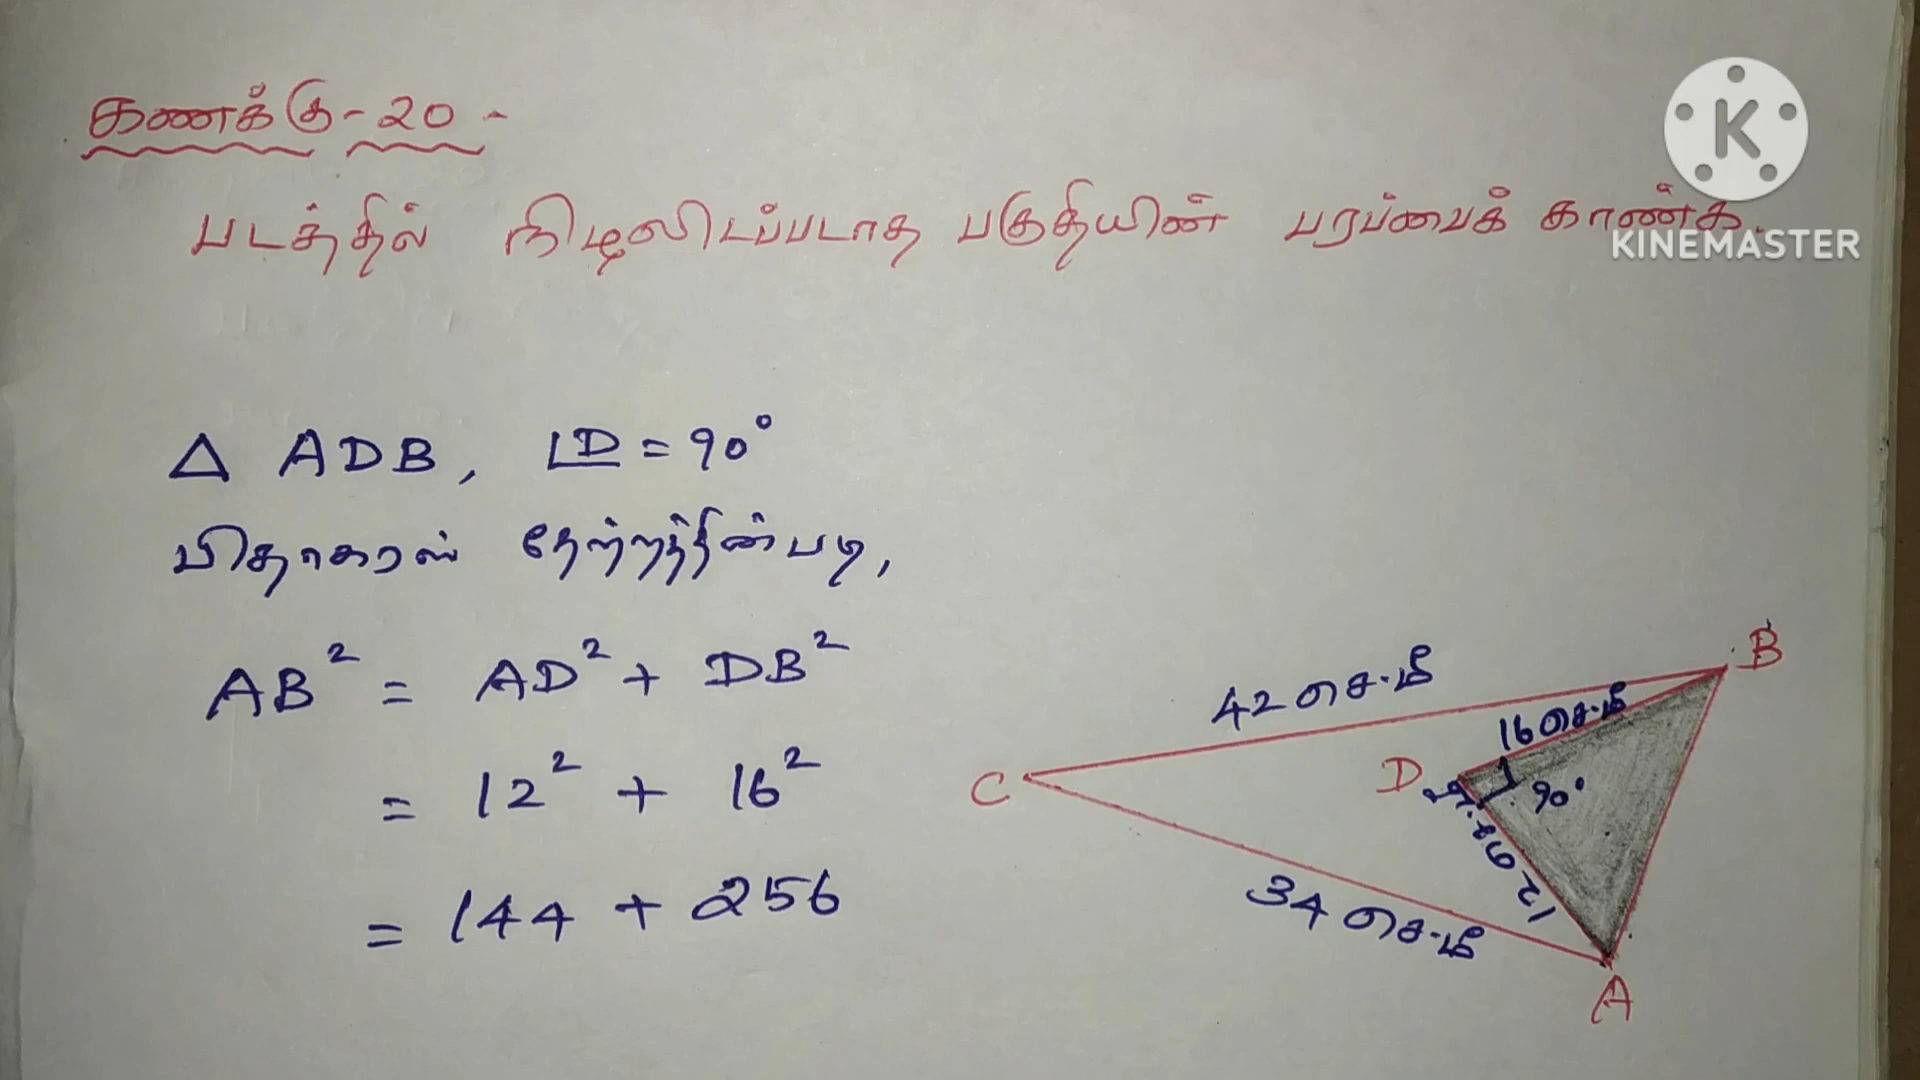 கணக்கு - 20 -
படத்தில் நிழலிடப்படாத பகுதியின் பரப்பைக் காண்க.
K
KINEMASTER
Δ ADB, ∠D = 90°
பிதாகரஸ் தேற்றத்தின்படி,
AB² = AD² + DB²
= 12² + 16²
= 144 + 256
B
42 செ.மீ
16 செ.மீ
C
D
90°
12 செ.மீ
34 செ.மீ
A